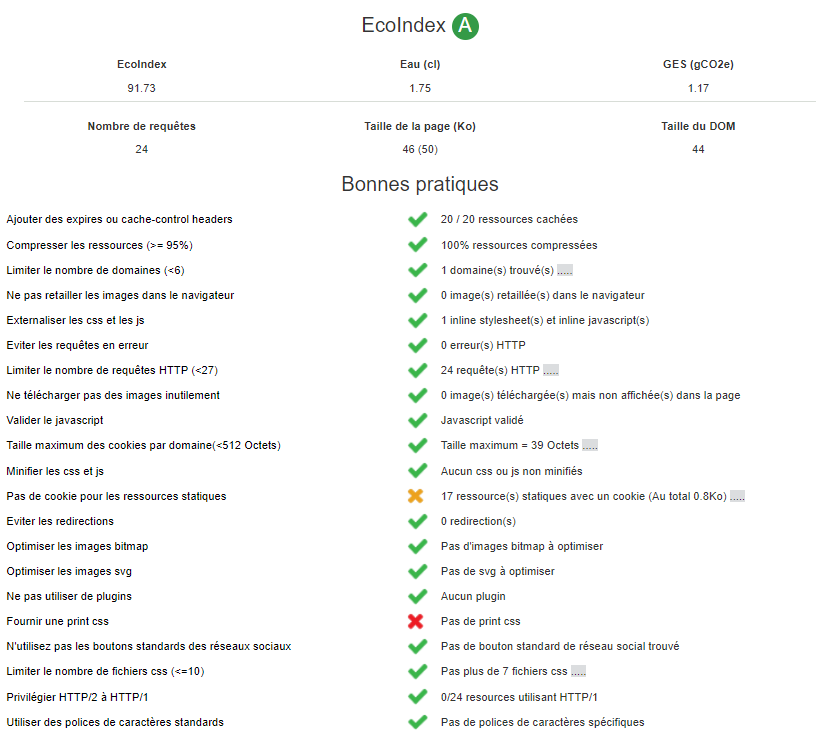 EcoIndex A
EcoIndex Eau (cl) GES (gCO2e)
91.73 1.75 1.17
Nombre de requêtes Taille de la page (Ko) Taille du DOM
24 46 (50) 44
Bonnes pratiques
Ajouter des expires ou cache-control headers 20 / 20 ressources cachées
Compresser les ressources (>= 95%) 100% ressources compressées
Limiter le nombre de domaines (<6) 1 domaine(s) trouvé(s) .....
Ne pas retailler les images dans le navigateur 0 image(s) retaillée(s) dans le navigateur
Externaliser les css et les js 1 inline stylesheet(s) et inline javascript(s)
Eviter les requêtes en erreur 0 erreur(s) HTTP
Limiter le nombre de requêtes HTTP (<27) 24 requête(s) HTTP .....
Ne télécharger pas des images inutilement 0 image(s) téléchargée(s) mais non affichée(s) dans la page
Valider le javascript Javascript validé
Taille maximum des cookies par domaine(<512 Octets) Taille maximum = 39 Octets .....
Minifier les css et js Aucun css ou js non minifiés
Pas de cookie pour les ressources statiques 17 ressource(s) statiques avec un cookie (Au total 0.8Ko) .....
Eviter les redirections 0 redirection(s)
Optimiser les images bitmap Pas d'images bitmap à optimiser
Optimiser les images svg Pas de svg à optimiser
Ne pas utiliser de plugins Aucun plugin
Fournir une print css Pas de print css
N'utilisez pas les boutons standards des réseaux sociaux Pas de bouton standard de réseau social trouvé
Limiter le nombre de fichiers css (<=10) Pas plus de 7 fichiers css .....
Privilégier HTTP/2 à HTTP/1 0/24 resources utilisant HTTP/1
Utiliser des polices de caractères standards Pas de polices de caractères spécifiques